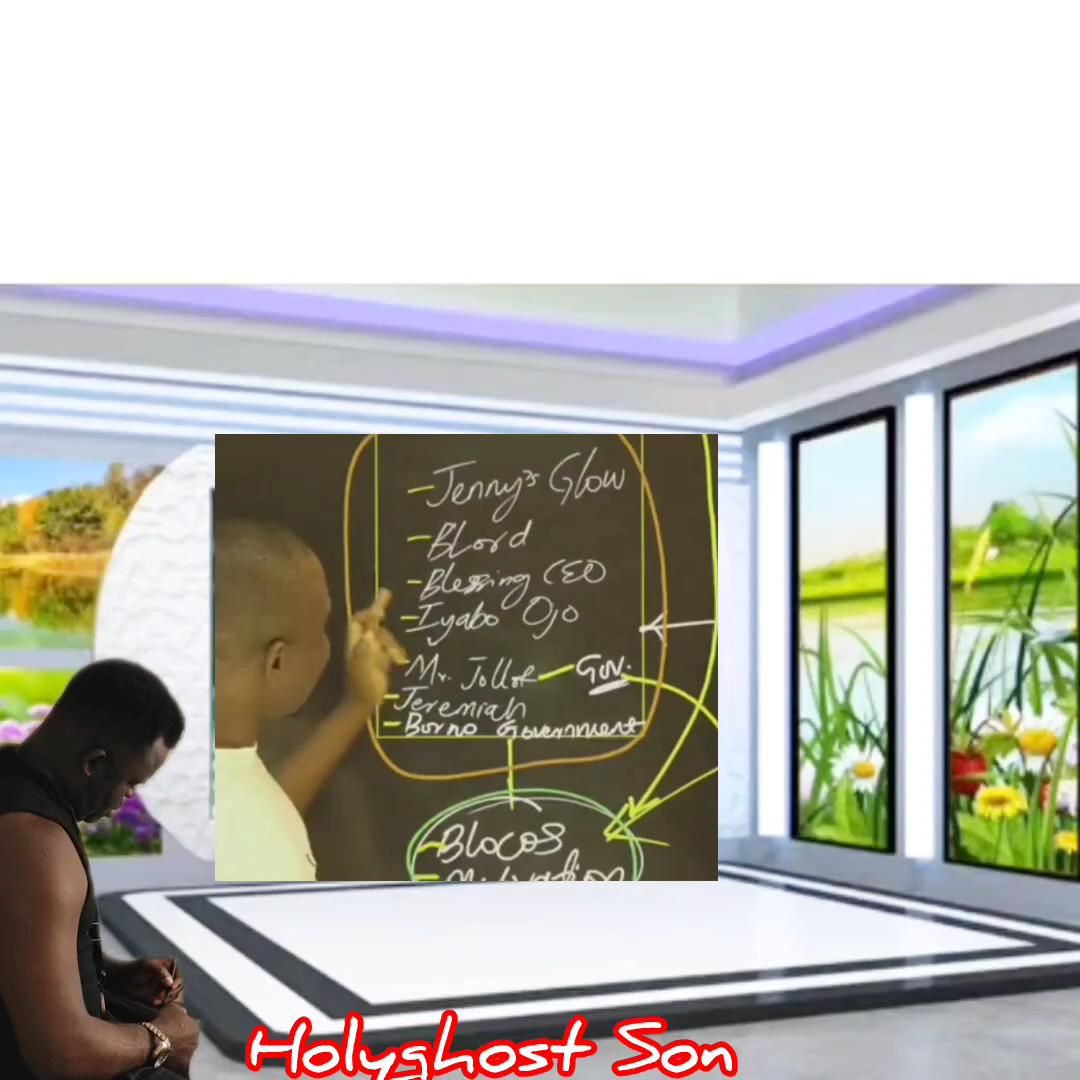 - Jenny's Glow
- BLord
- Blessing CEO
- Iyabo Ojo
- Mr. Jollof - Gov.
- Jeremiah
- Borno Government
- Blocos
Holyghost Son